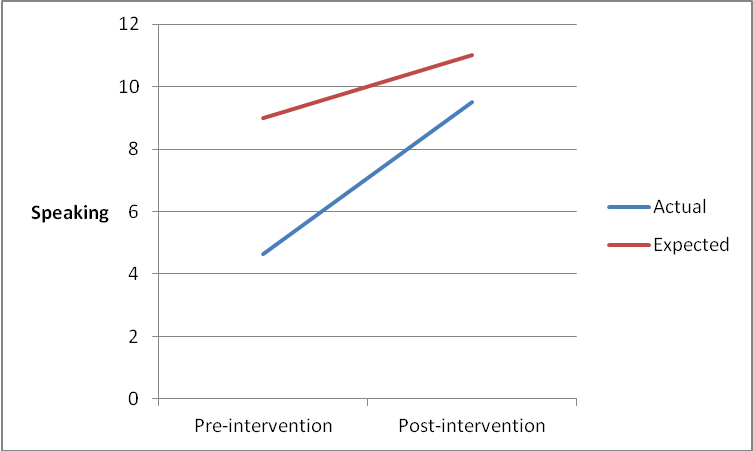 12
10
8
6
4
2
0
Speaking
Pre-intervention
Post-intervention
Actual
Expected